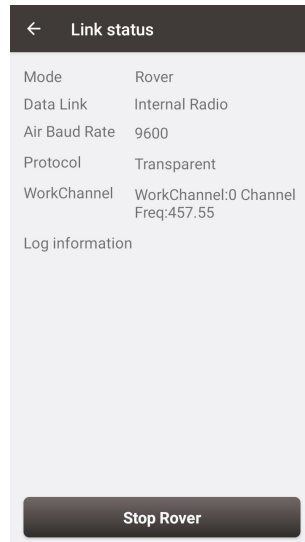 Link status
Mode Rover
Data Link Internal Radio
Air Baud Rate 9600
Protocol Transparent
WorkChannel WorkChannel:0 Channel
Freq:457.55
Log information
Stop Rover